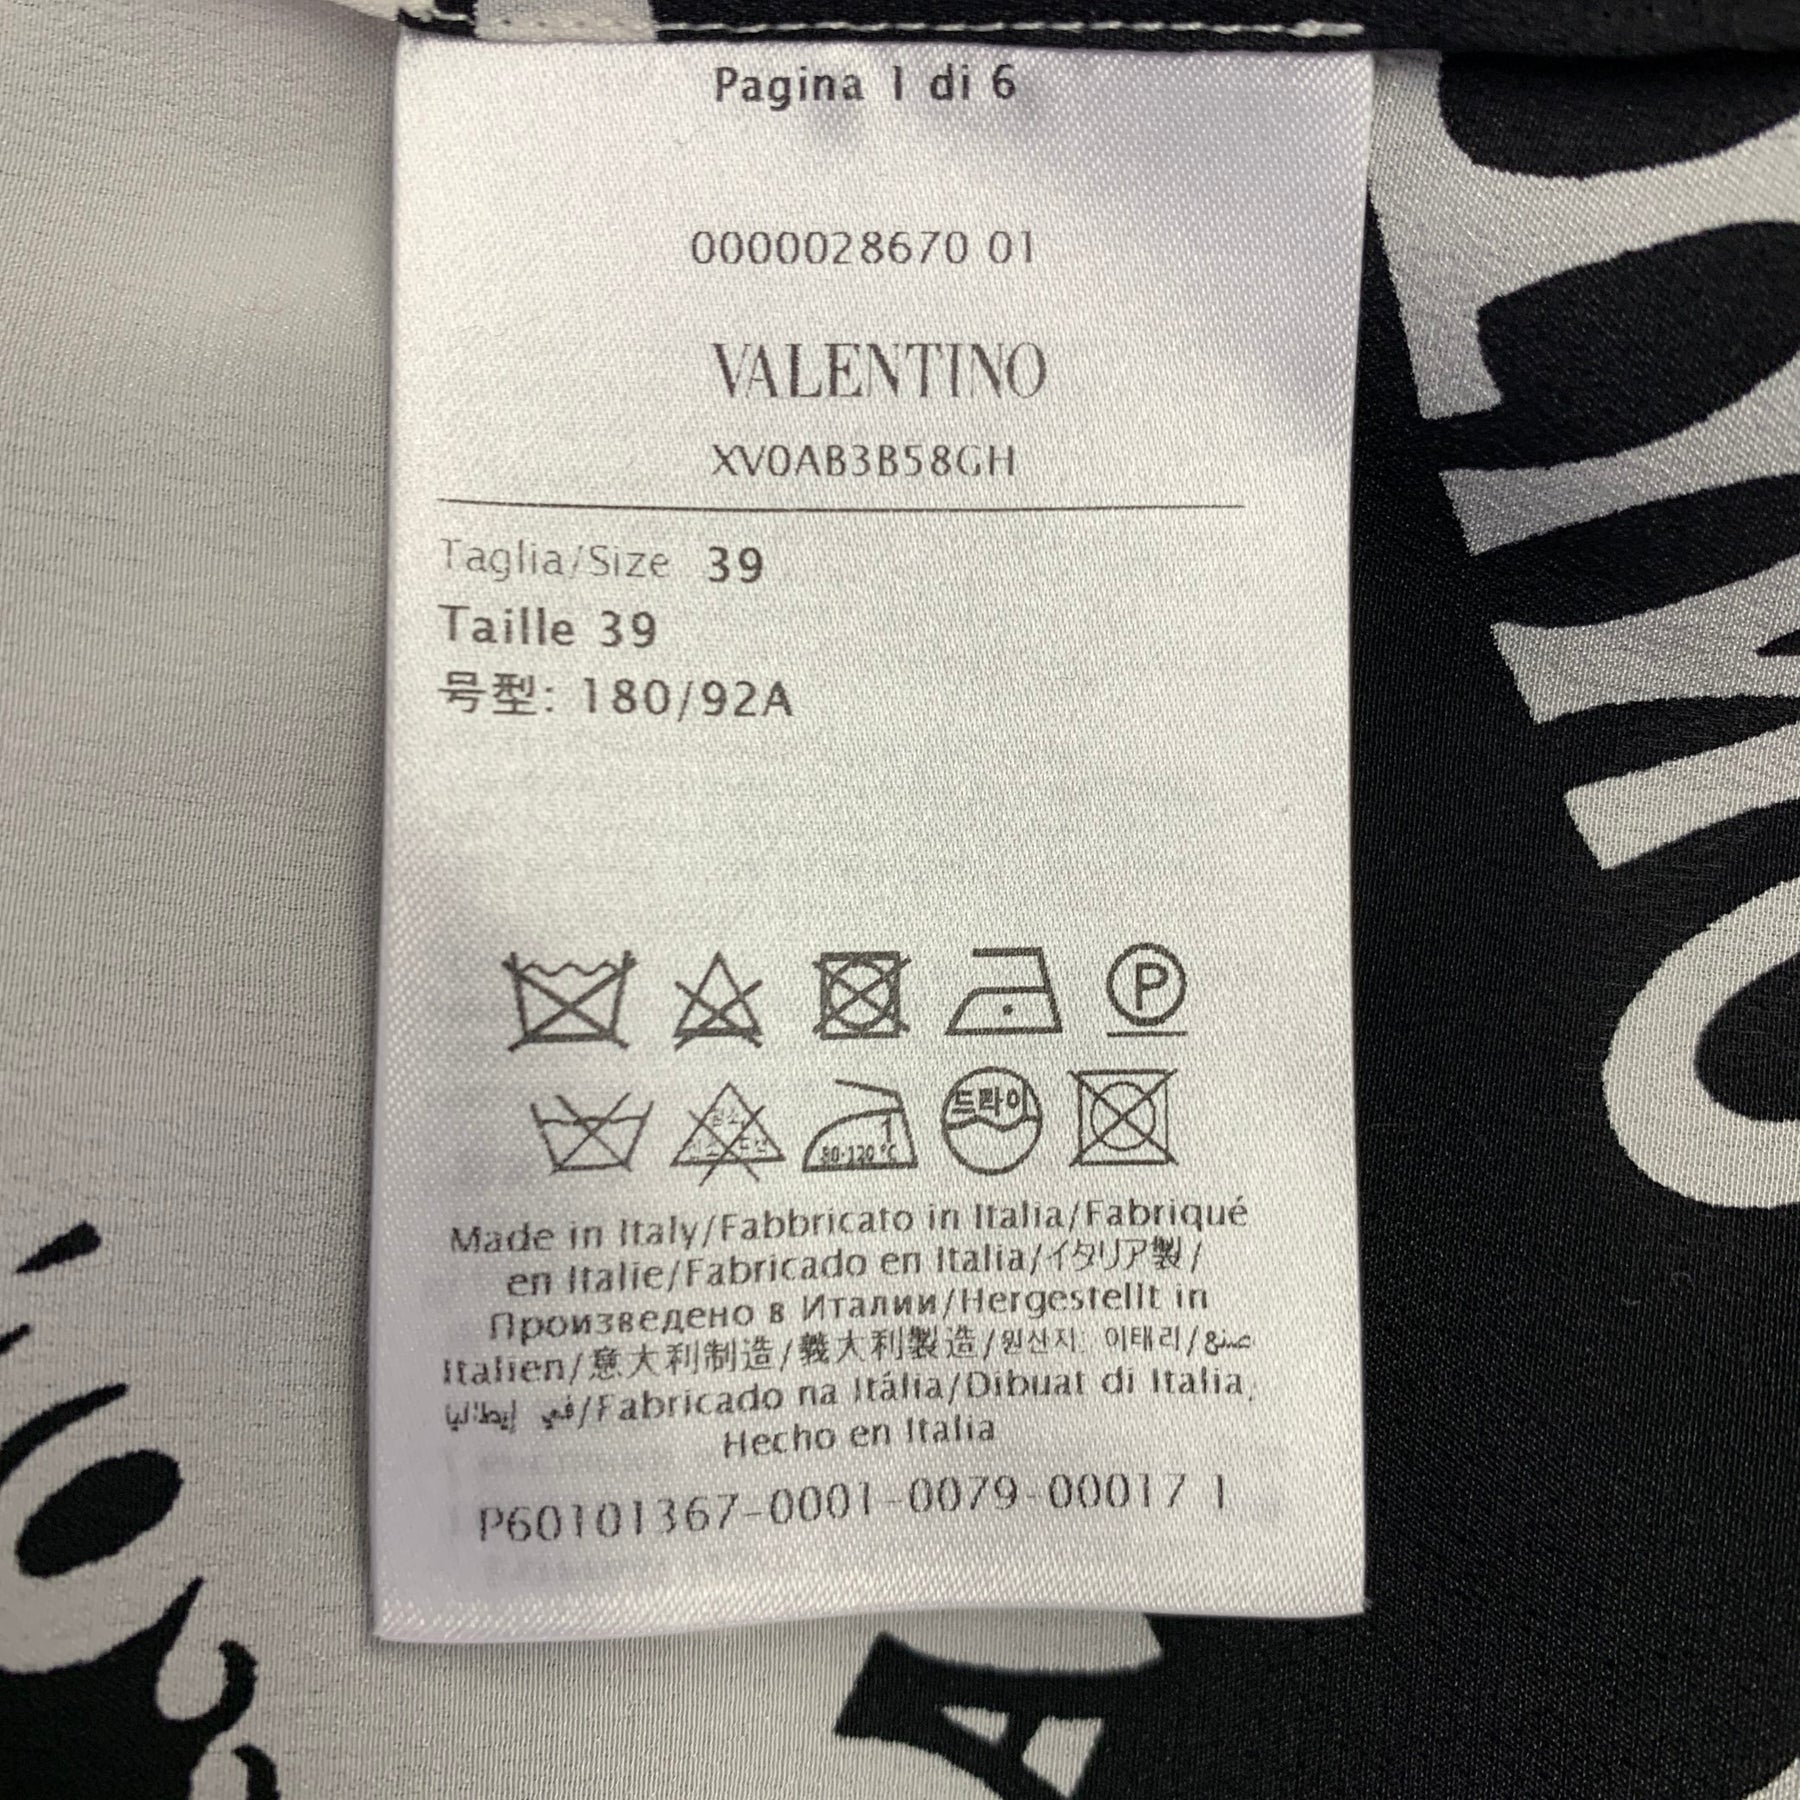 Pagina 1 di 6
0000028670 01
VALENTINO
XV0AB3B58GH
Taglia/Size 39
Taille 39
号型: 180/92A
P
드라이
1
80-120 °C
Made in Italy/Fabbricato in Italia/Fabriqué
en Italie/Fabricado en Italia/イタリア製/
Произведено в Италии/Hergestellt in
Italien/意大利制造/義大利製造/원산지: 이태리/صنع
في إيطاليا/Fabricado na Itália/Dibuat di Italia,
Hecho en Italia
P60101367-0001-0079-00017 1